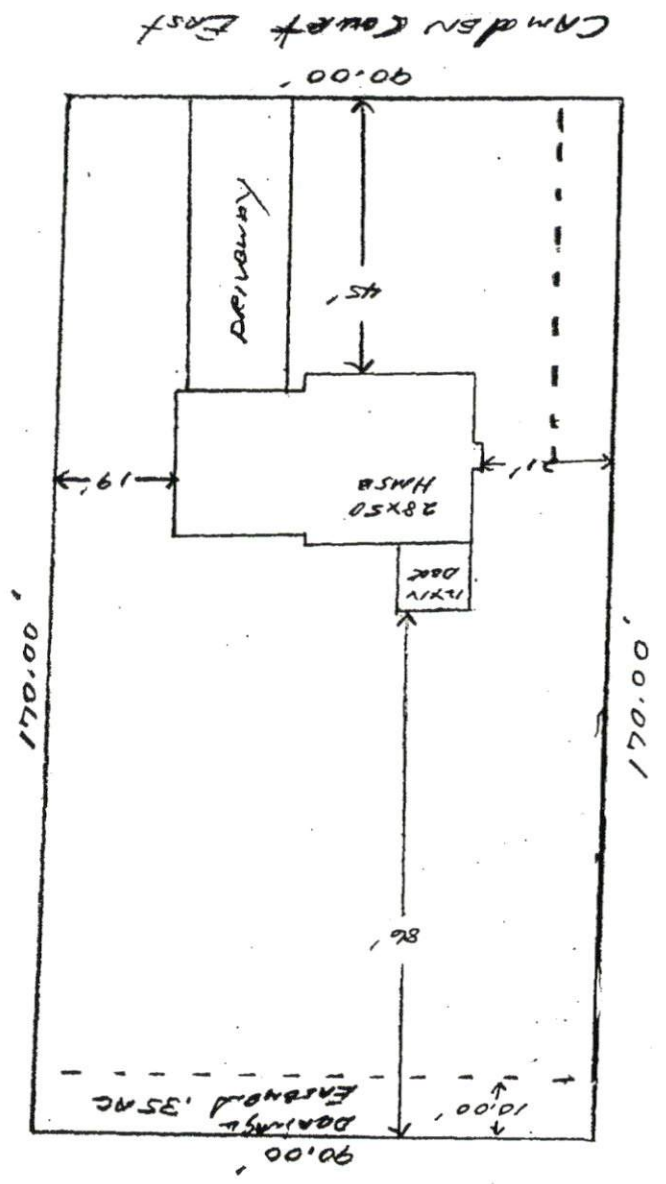 90.00'
DRAINAGE
EASEMENT .35 AC
10.00'
86'
170.00'
170.00'
12X14
DECK
28X50
HOUSE
21'
19'
45'
DRIVEWAY
90.00'
CAMDEN COURT EAST